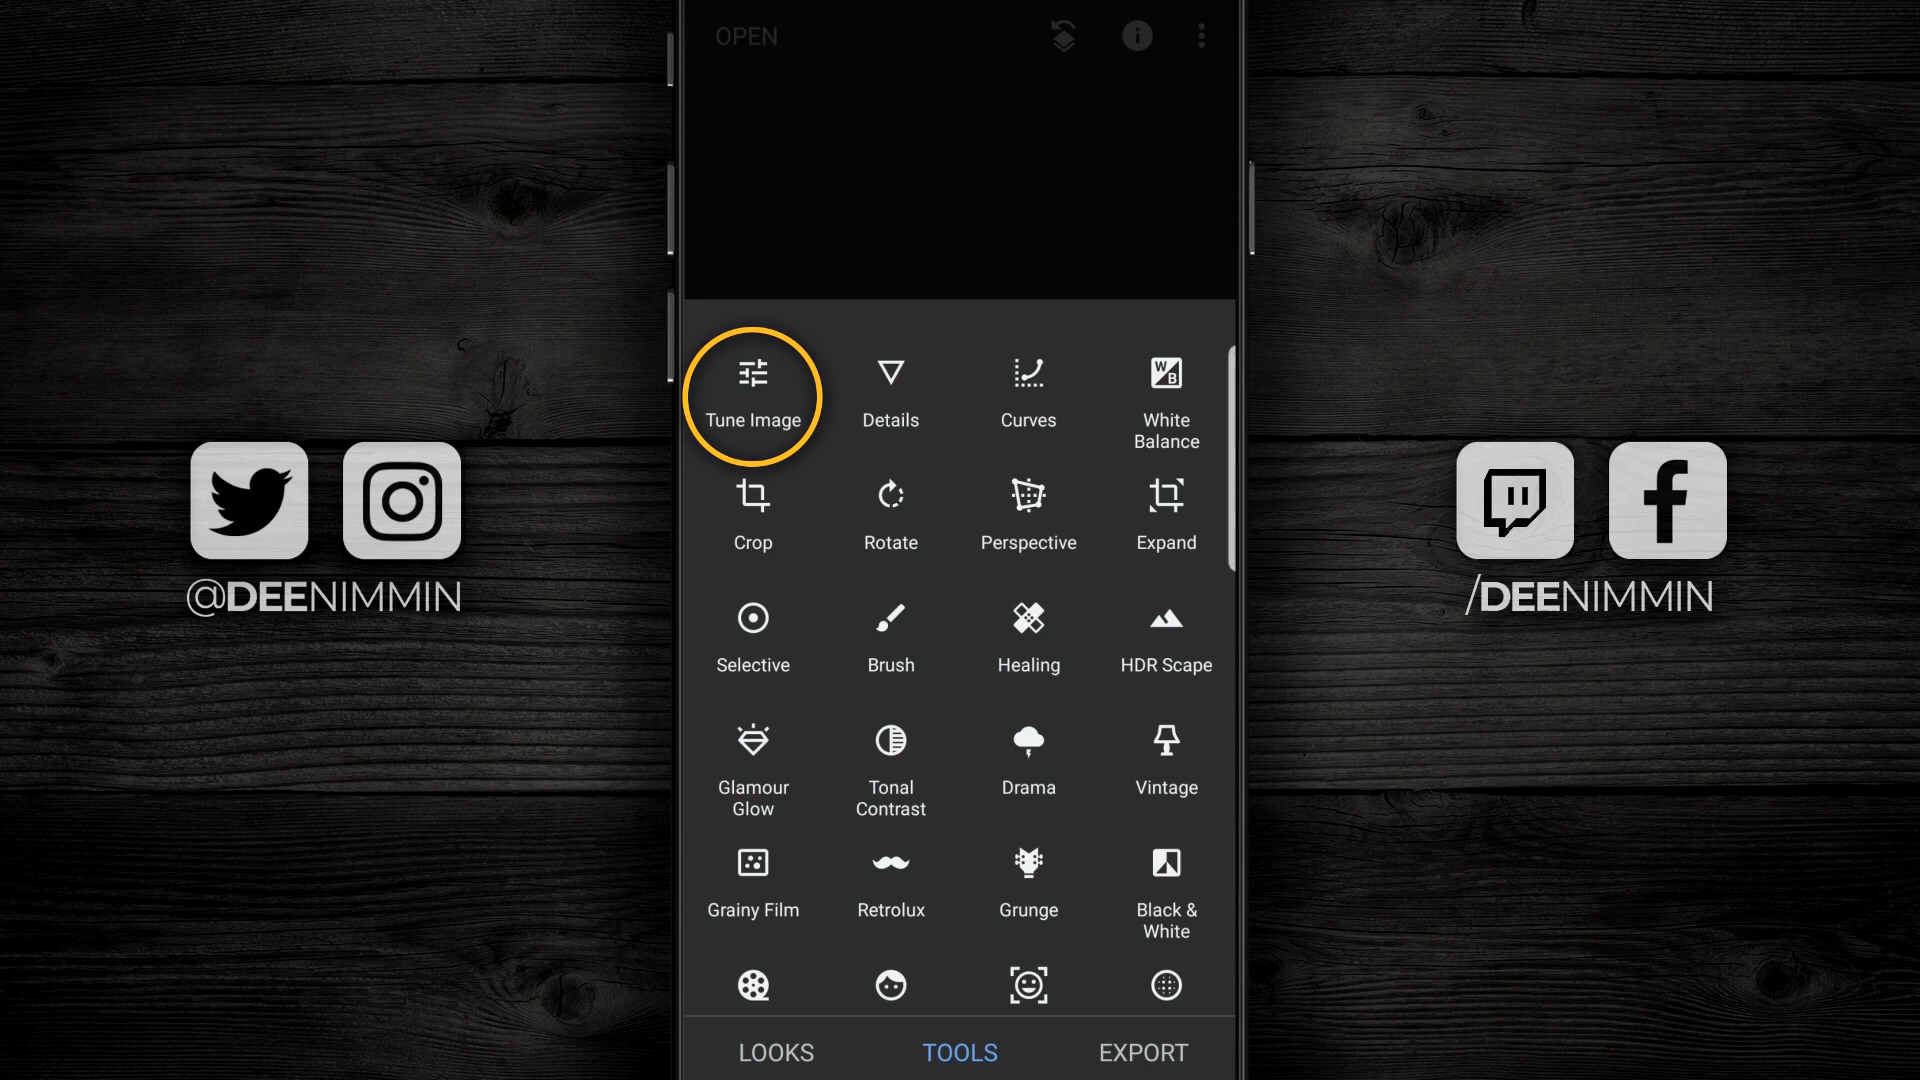 OPEN
Tune Image
Details
Curves
W
B
White
Balance
Crop
Rotate
Perspective
Expand
@DEENIMMIN
/DEENIMMIN
Selective
Brush
Healing
HDR Scape
Glamour
Glow
Tonal
Contrast
Drama
Vintage
Grainy Film
Retrolux
Grunge
Black &
White
LOOKS
TOOLS
EXPORT